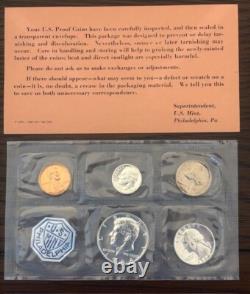 Your U.S. Proof Coins have been carefully inspected, and then sealed in
a transparent envelope. This package was designed to prevent or delay tar-
nishing and discoloration. Nevertheless, sooner or later tarnishing may
occur. Care in handling and storing will help to prolong the newly-minted
luster of the coins; heat and direct sunlight are especially harmful.
Please do not ask us to make exchanges or adjustments.
If there should appear—what may seem to you—a defect or scratch on a
coin—it is, no doubt, a crease in the packaging material. We tell you this
to save us both unnecessary correspondence.
Superintendent,
U.S. Mint,
Philadelphia, Pa.
U.S.
PHILADELPHIA